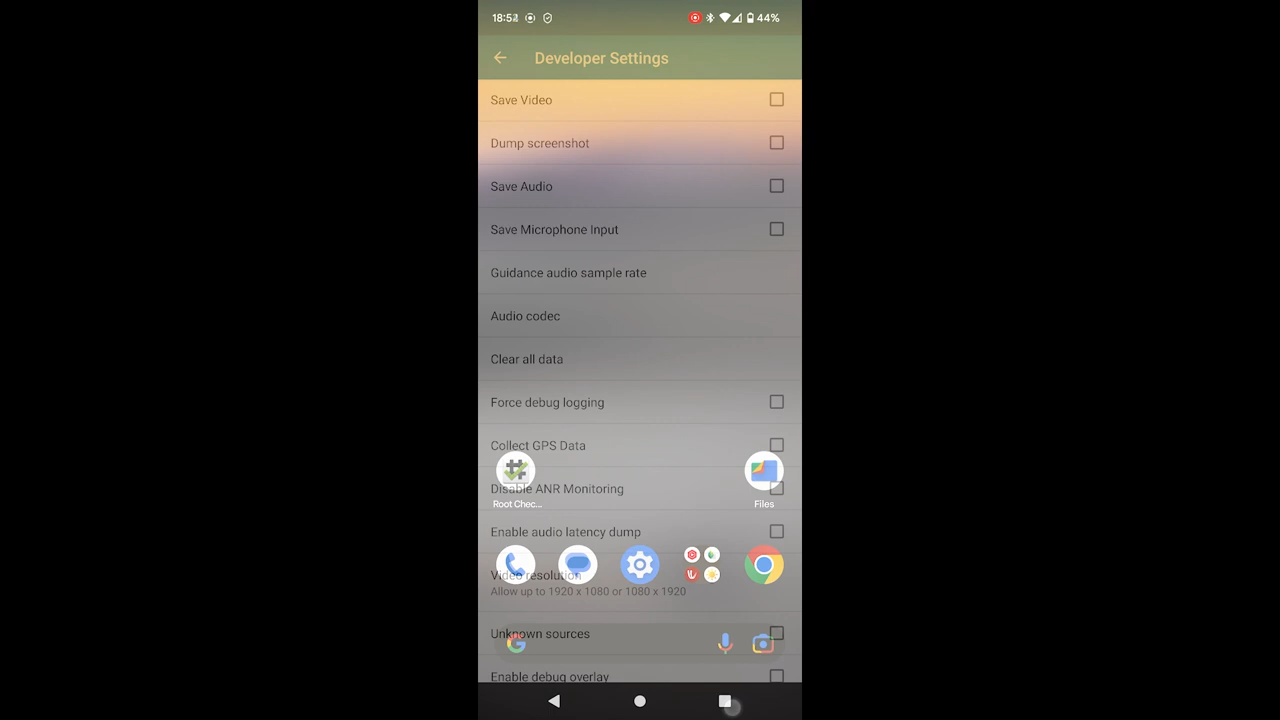 18:52
44%
Developer Settings
Save Video
Dump screenshot
Save Audio
Save Microphone Input
Guidance audio sample rate
Audio codec
Clear all data
Force debug logging
Collect GPS Data
Disable ANR Monitoring
Root Chec...
Files
Enable audio latency dump
Video resolution
Allow up to 1920 x 1080 or 1080 x 1920
Unknown sources
Enable debug overlay